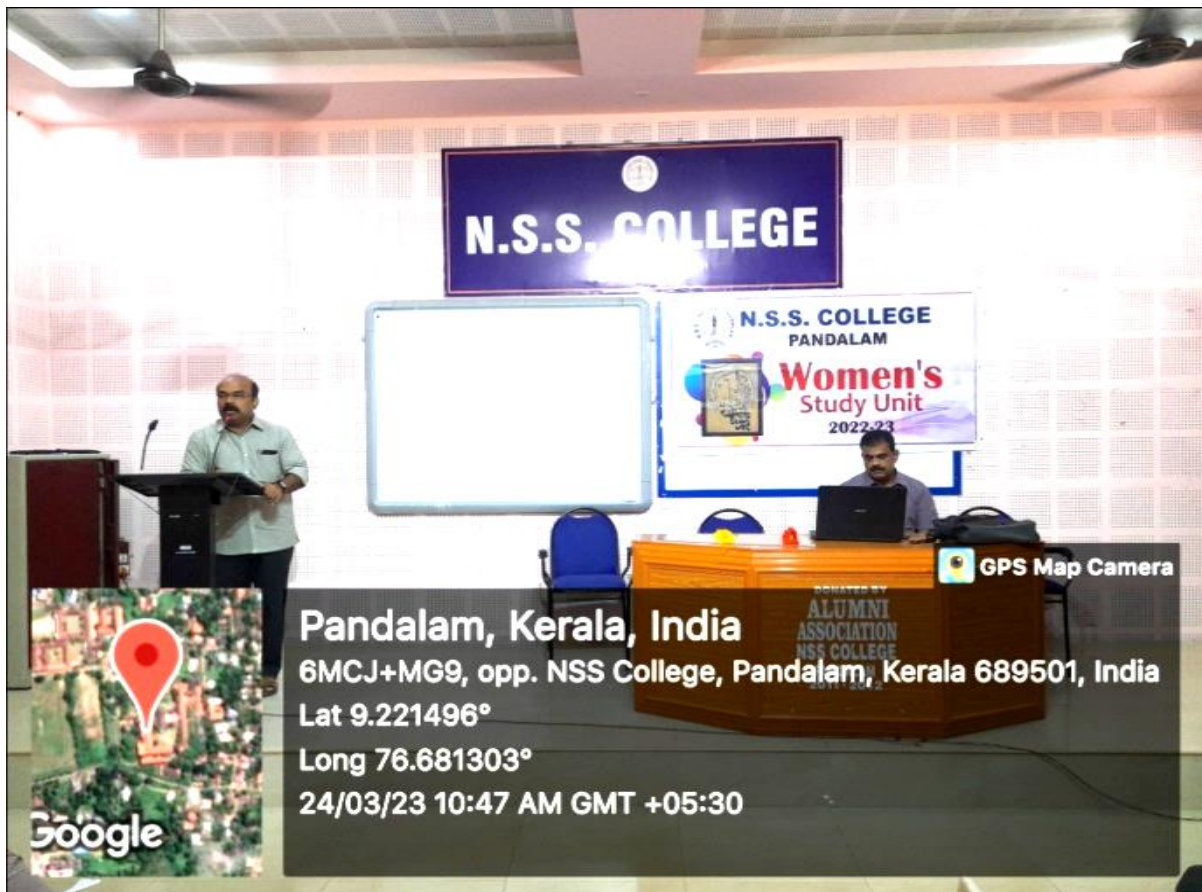 N.S.S. COLLEGE
N.S.S. COLLEGE
PANDALAM
Women's
Study Unit
2022-23
GPS Map Camera
DONATED BY
ALUMNI
ASSOCIATION
NSS COLLEGE
2011-2012
Pandalam, Kerala, India
6MCJ+MG9, opp. NSS College, Pandalam, Kerala 689501, India
Lat 9.221496°
Long 76.681303°
24/03/23 10:47 AM GMT +05:30
Google